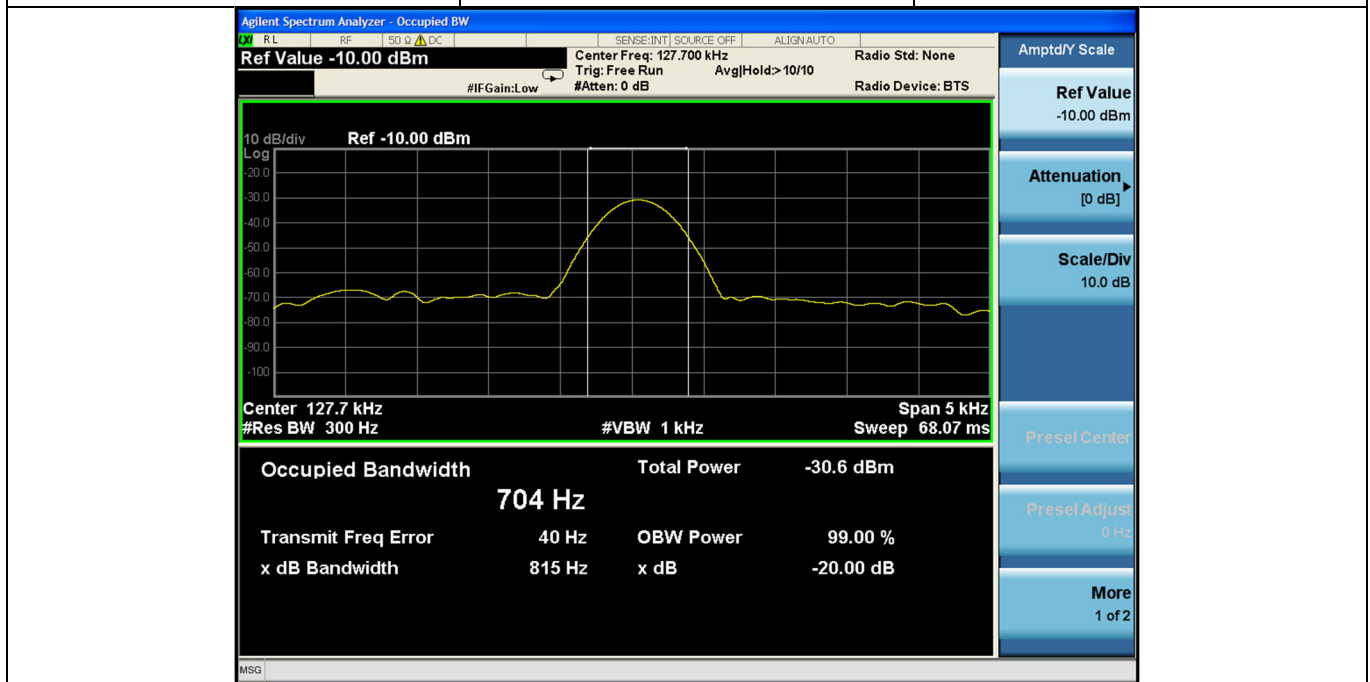 Agilent Spectrum Analyzer - Occupied BW
LXI RL RF 50 Ω DC SENSE:INT SOURCE OFF ALIGN AUTO
Ref Value -10.00 dBm
Center Freq: 127.700 kHz
Radio Std: None
Trig: Free Run Avg|Hold:>10/10
#IFGain:Low
#Atten: 0 dB
Radio Device: BTS
10 dB/div Ref -10.00 dBm
Log
-20.0
-30.0
-40.0
-50.0
-60.0
-70.0
-80.0
-90.0
-100
Center 127.7 kHz Span 5 kHz
#Res BW 300 Hz #VBW 1 kHz Sweep 68.07 ms
Occupied Bandwidth Total Power -30.6 dBm
704 Hz
Transmit Freq Error 40 Hz OBW Power 99.00 %
x dB Bandwidth 815 Hz x dB -20.00 dB
MSG
Amptd/Y Scale
Ref Value
-10.00 dBm
Attenuation
[0 dB]
Scale/Div
10.0 dB
Presel Center
Presel Adjust
0 Hz
More
1 of 2